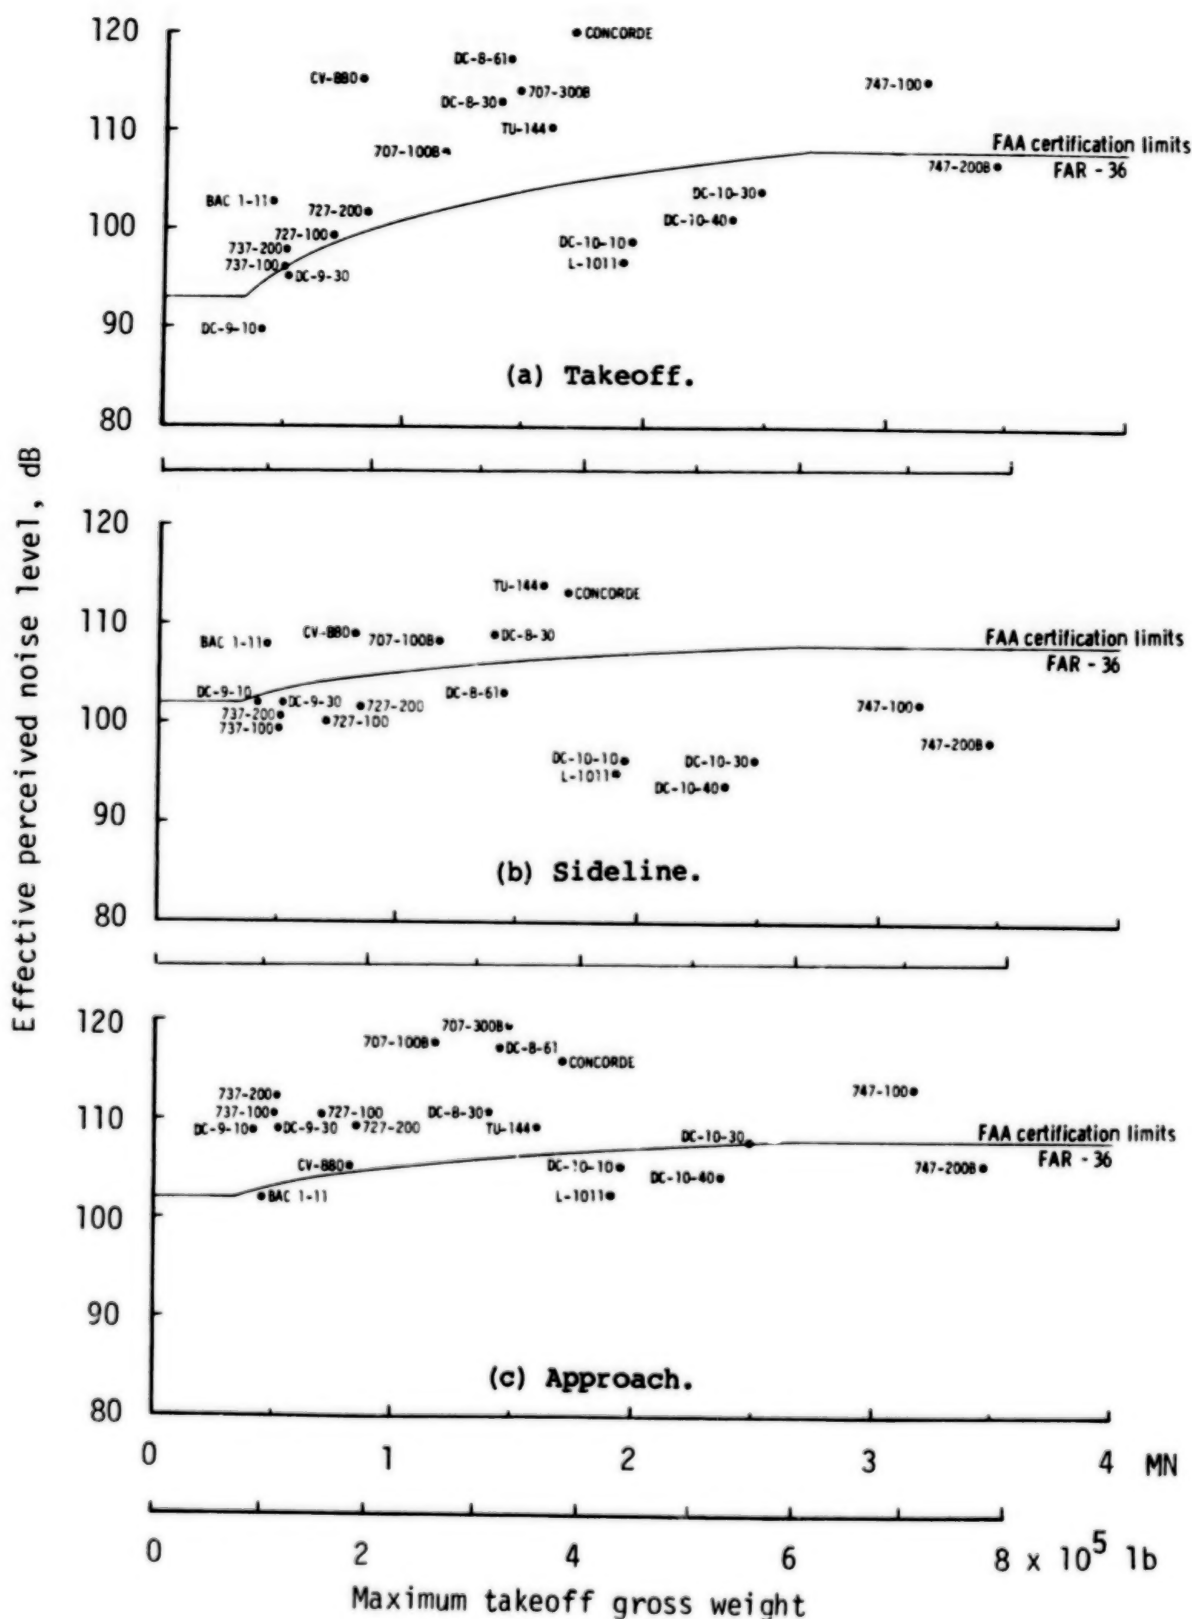 Effective perceived noise level, dB
120
110
100
90
80
CONCORDE
DC-8-61
CV-880
707-300B
DC-8-30
747-100
TU-144
707-100B
FAA certification limits
FAR - 36
747-200B
BAC 1-11
727-200
DC-10-30
DC-10-40
727-100
737-200
DC-10-10
L-1011
737-100
DC-9-30
DC-9-10
(a) Takeoff.
120
110
100
90
80
TU-144
CONCORDE
BAC 1-11
CV-880
707-100B
DC-8-30
FAA certification limits
FAR - 36
DC-9-10
DC-9-30
DC-8-61
727-200
747-100
737-200
727-100
737-100
747-200B
DC-10-10
DC-10-30
L-1011
DC-10-40
(b) Sideline.
120
110
100
90
80
707-300B
707-100B
DC-8-61
CONCORDE
737-200
747-100
737-100
727-100
DC-8-30
DC-9-10
DC-9-30
727-200
TU-144
DC-10-30
FAA certification limits
FAR - 36
CV-880
DC-10-10
747-200B
DC-10-40
BAC 1-11
L-1011
(c) Approach.
0 1 2 3 4 MN
0 2 4 6 8 x 10^5 lb
Maximum takeoff gross weight